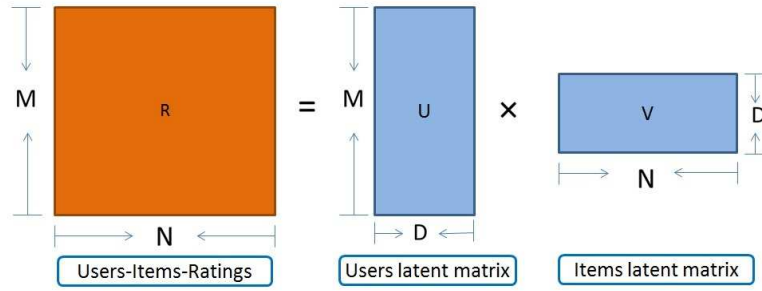 M
R
N
Users-Items-Ratings
=
M
U
D
Users latent matrix
×
V
D
N
Items latent matrix